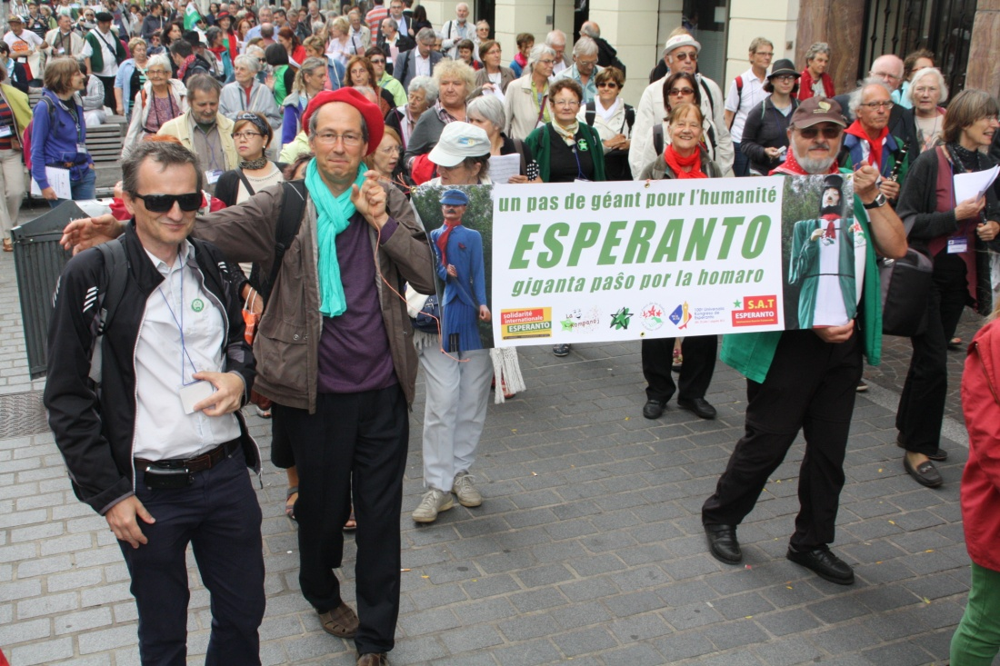 un pas de géant pour l'humanité
ESPERANTO
giganta paŝo por la homaro
solidarité
internationale
ESPERANTO
S.A.T
ESPERANTO